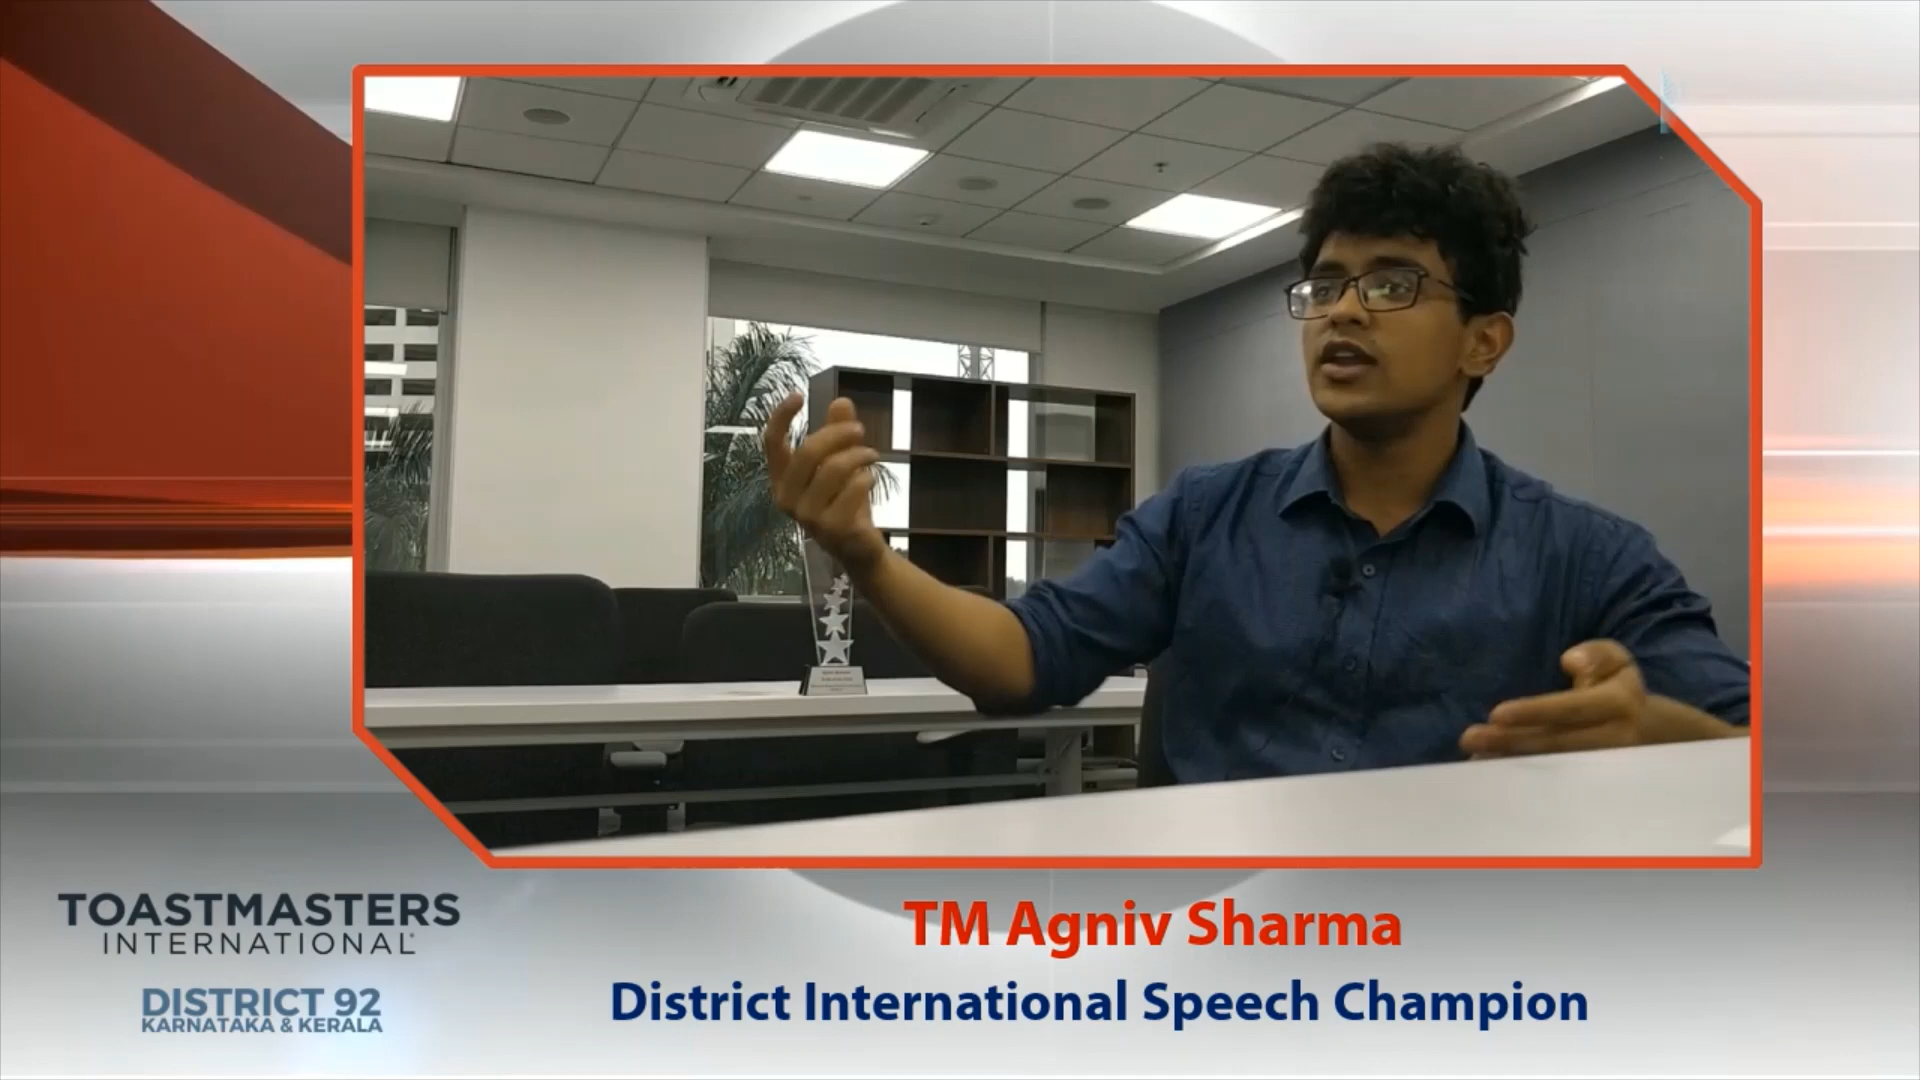 TOASTMASTERS
INTERNATIONAL
DISTRICT 92
KARNATAKA & KERALA
TM Agniv Sharma
District International Speech Champion